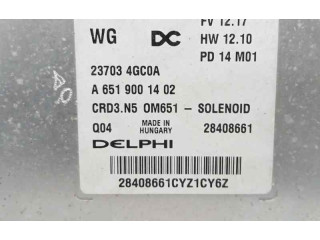 FV 12.17
WG DC HW 12.10
PD 14 M01
23703 4GC0A
A 651 900 14 02
CRD3.N5 OM651 - SOLENOID
Q04 MADE IN HUNGARY 28408661
DELPHI
28408661CYZ1CY6Z